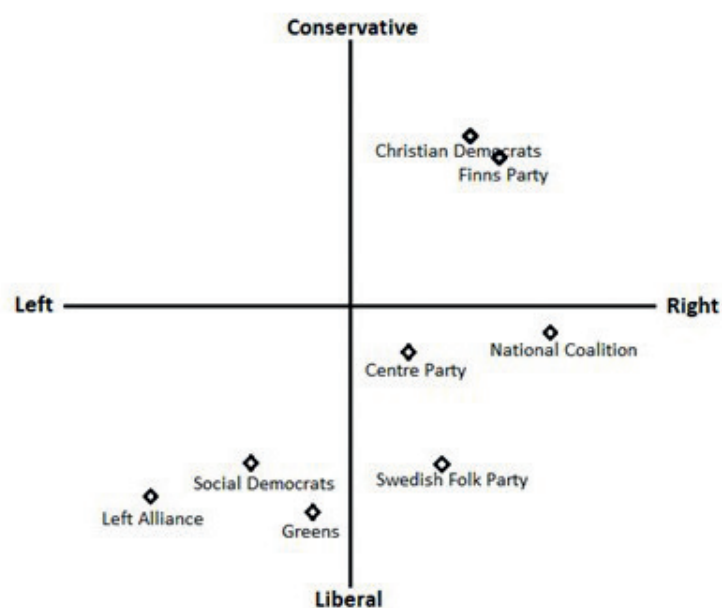 Conservative
Christian Democrats
Finns Party
Left
Right
National Coalition
Centre Party
Social Democrats
Swedish Folk Party
Left Alliance
Greens
Liberal